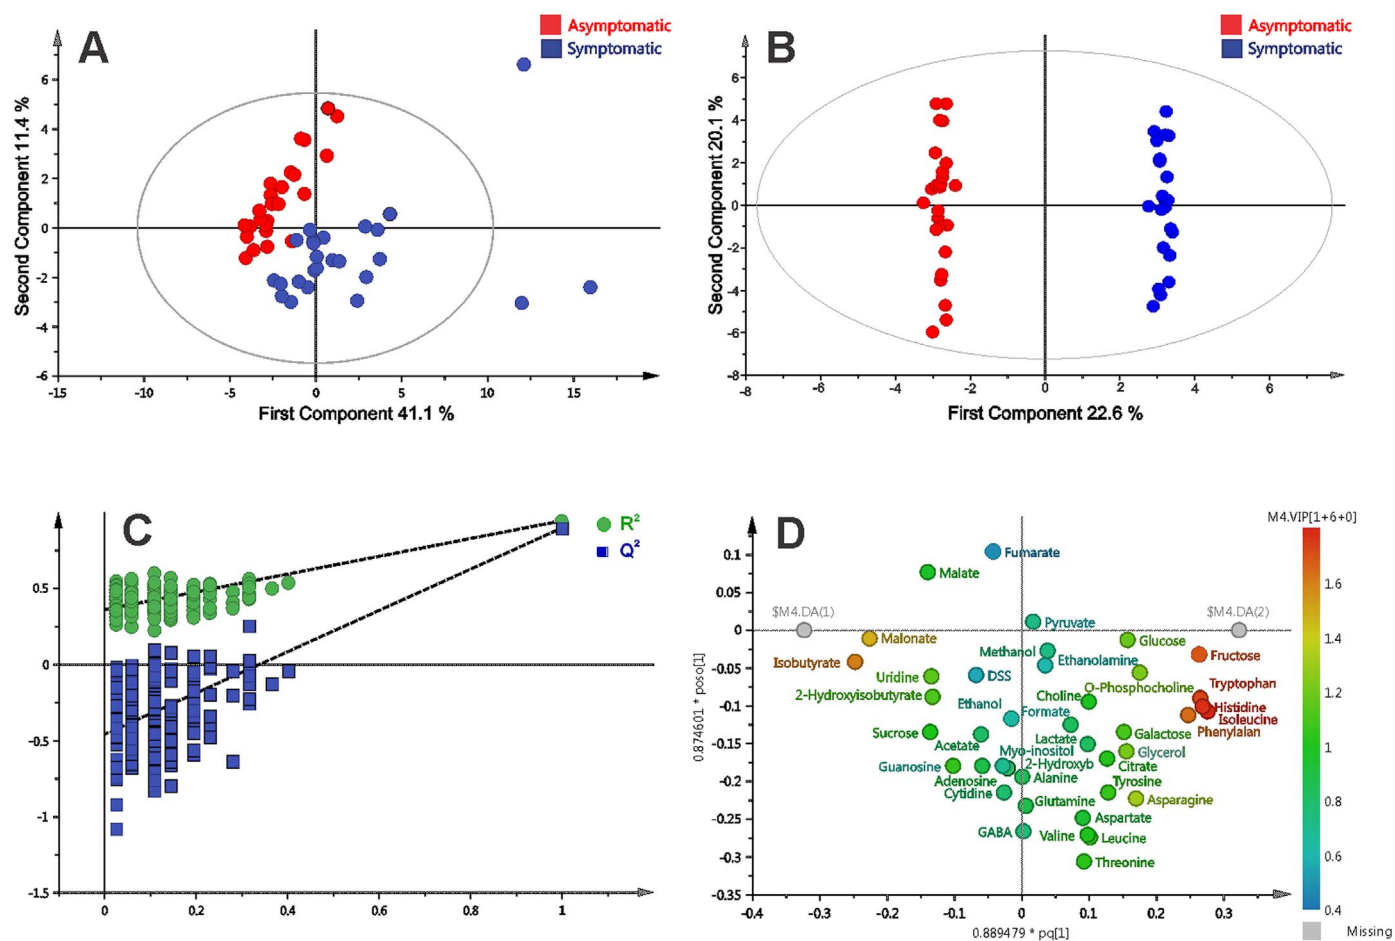 A
Asymptomatic
Symptomatic
Second Component 11.4 %
6
4
2
0
-2
-4
-6
-15
-10
-5
0
5
10
15
First Component 41.1 %
B
Asymptomatic
Symptomatic
Second Component 20.1 %
6
4
2
0
-2
-4
-6
-8
-8
-6
-4
-2
0
2
4
6
First Component 22.6 %
C
R²
Q²
0.5
0
-0.5
-1
-1.5
0
0.2
0.4
0.6
0.8
1
D
M4.VIP[1+6+0]
0.874601 * poso[1]
0.1
0.05
0
-0.05
-0.1
-0.15
-0.2
-0.25
-0.3
-0.35
-0.4
-0.3
-0.2
-0.1
0
0.1
0.2
0.3
0.889479 * pq[1]
Fumarate
Malate
$M4.DA(1)
$M4.DA(2)
Pyruvate
Malonate
Glucose
Isobutyrate
Methanol
Ethanolamine
Fructose
Uridine
DSS
O-Phosphocholine
Tryptophan
2-Hydroxyisobutyrate
Choline
Ethanol
Formate
Histidine
Isoleucine
Phenylalan
Sucrose
Acetate
Lactate
Galactose
Myo-inositol
Glycerol
Guanosine
2-Hydroxyb
Citrate
Adenosine
Alanine
Tyrosine
Cytidine
Glutamine
Asparagine
Aspartate
GABA
Valine
Leucine
Threonine
1.6
1.4
1.2
1
0.8
0.6
0.4
Missing